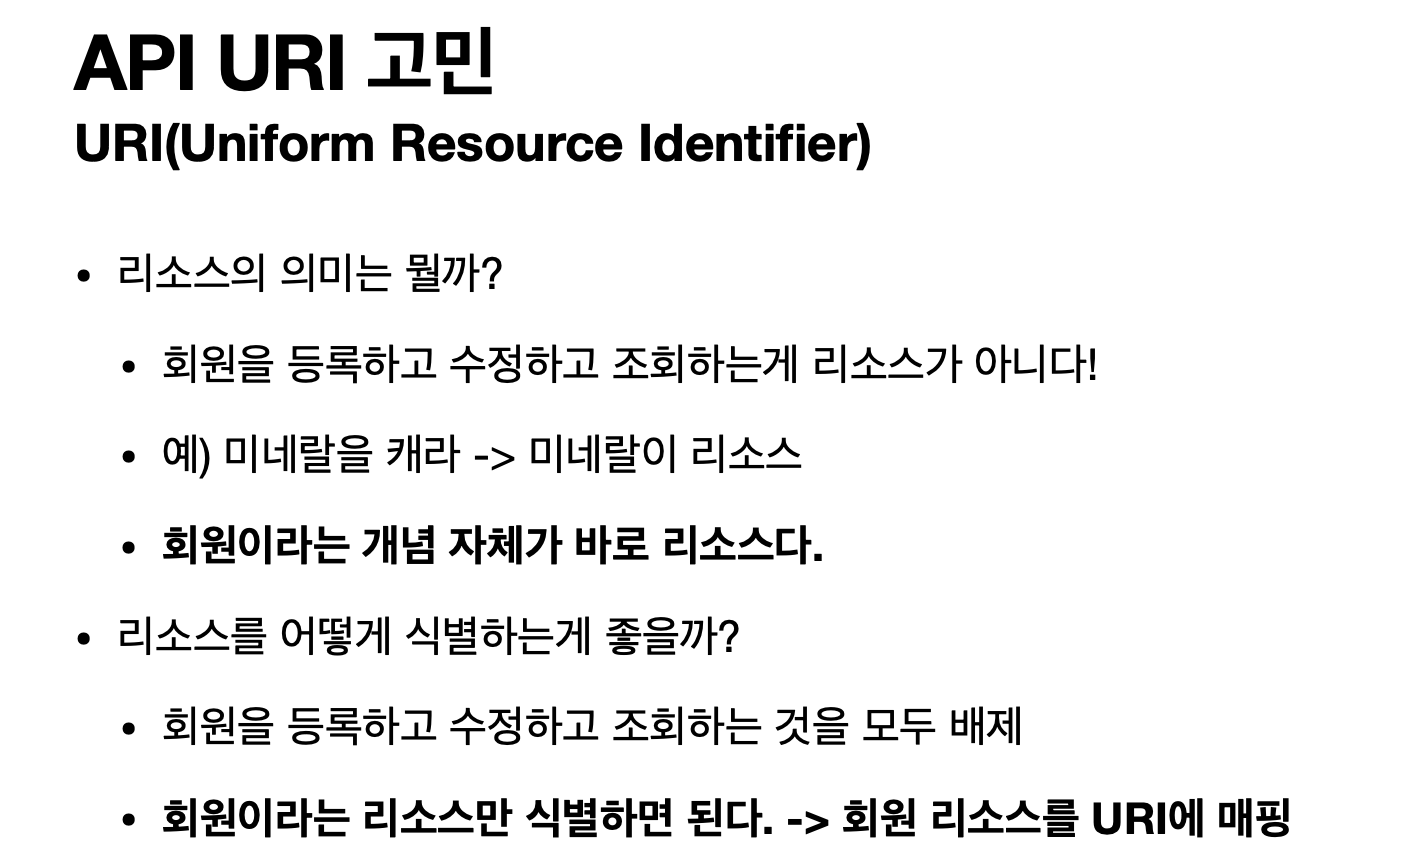 API URI 고민
URI(Uniform Resource Identifier)
• 리소스의 의미는 뭘까?
• 회원을 등록하고 수정하고 조회하는게 리소스가 아니다!
• 예) 미네랄을 캐라 -> 미네랄이 리소스
• 회원이라는 개념 자체가 바로 리소스다.
• 리소스를 어떻게 식별하는게 좋을까?
• 회원을 등록하고 수정하고 조회하는 것을 모두 배제
• 회원이라는 리소스만 식별하면 된다. -> 회원 리소스를 URI에 매핑